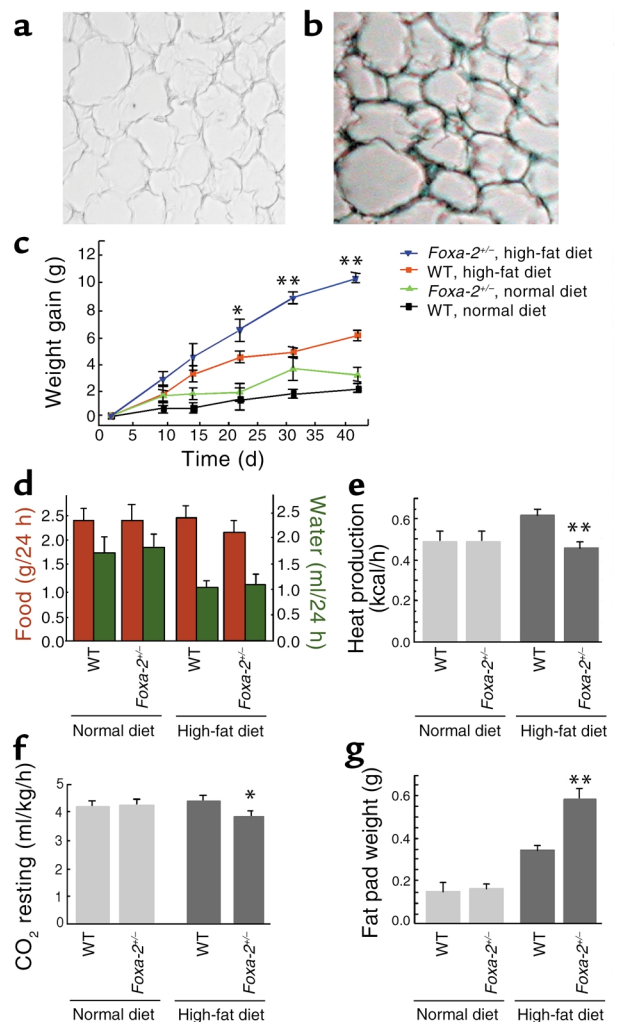 a
b
c
Weight gain (g)
12
10
8
6
4
2
0
*
**
**
0 5 10 15 20 25 30 35 40
Time (d)
Foxa-2+/–, high-fat diet
WT, high-fat diet
Foxa-2+/–, normal diet
WT, normal diet
d
Food (g/24 h)
2.5
2.0
1.5
1.0
0.5
0.0
2.5
2.0
1.5
1.0
0.5
0.0
Water (ml/24 h)
WT
Foxa-2+/–
WT
Foxa-2+/–
Normal diet
High-fat diet
e
Heat production
(kcal/h)
0.6
0.4
0.2
0.0
**
WT
Foxa-2+/–
WT
Foxa-2+/–
Normal diet
High-fat diet
f
CO2 resting (ml/kg/h)
5
4
3
2
1
0
*
WT
Foxa-2+/–
WT
Foxa-2+/–
Normal diet
High-fat diet
g
Fat pad weight (g)
0.6
0.4
0.2
0.0
**
WT
Foxa-2+/–
WT
Foxa-2+/–
Normal diet
High-fat diet